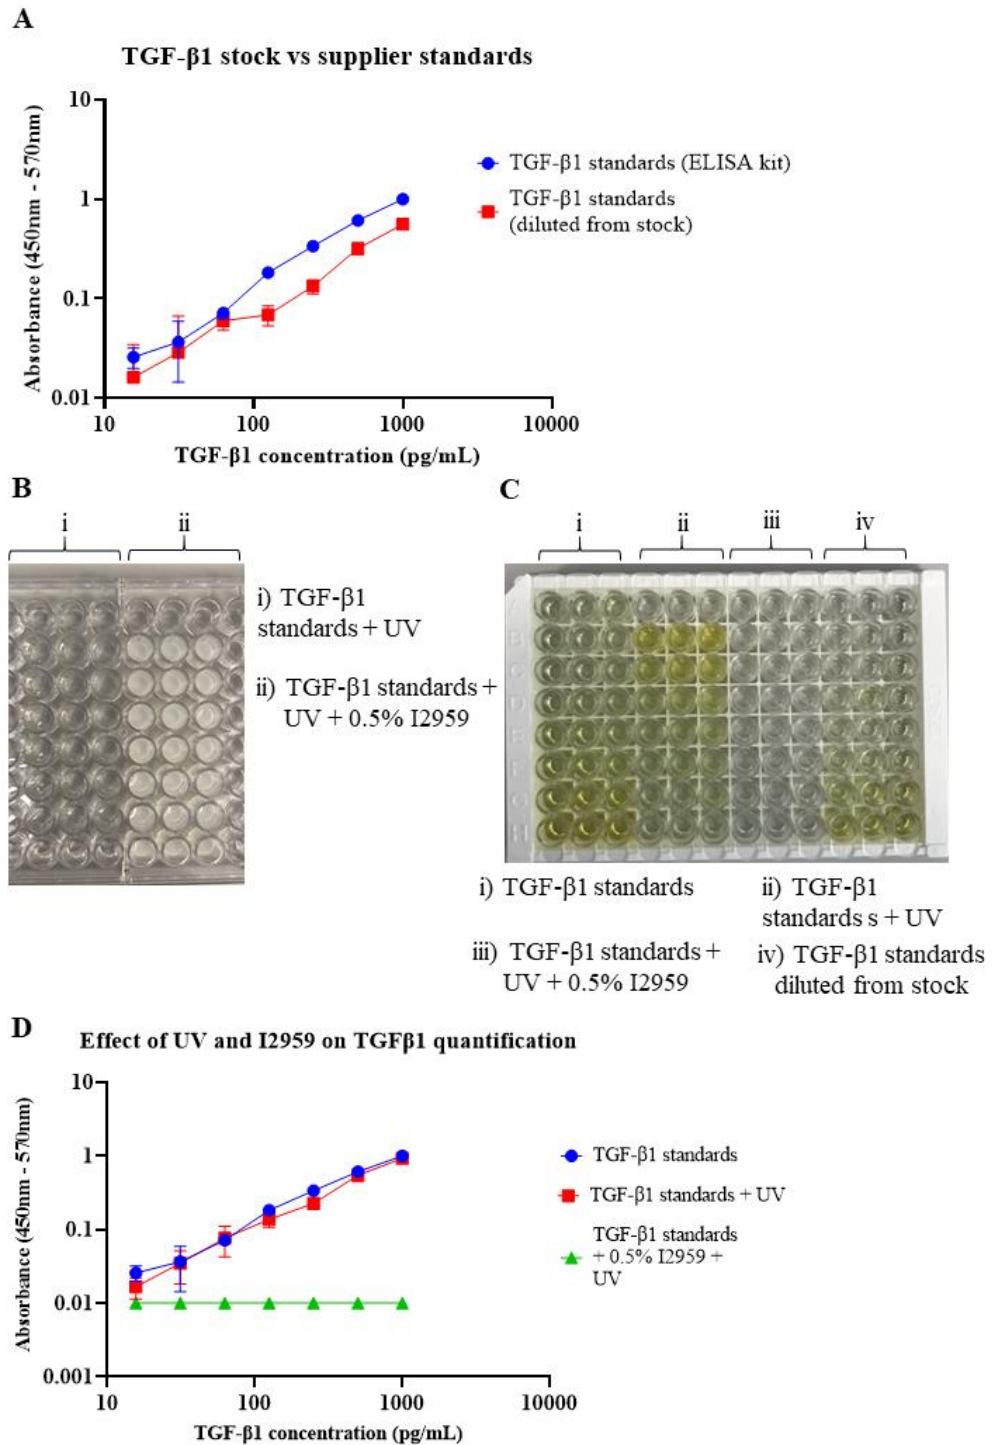 A
TGF-β1 stock vs supplier standards
Absorbance (450nm - 570nm)
10
1
0.1
0.01
10
100
1000
10000
TGF-β1 concentration (pg/mL)
TGF-β1 standards (ELISA kit)
TGF-β1 standards
(diluted from stock)
B
i
ii
i) TGF-β1
standards + UV
ii) TGF-β1 standards +
UV + 0.5% I2959
C
i
ii
iii
iv
B
C
D
E
F
G
H
i) TGF-β1 standards
ii) TGF-β1
standards s + UV
iii) TGF-β1 standards +
UV + 0.5% I2959
iv) TGF-β1 standards
diluted from stock
D
Effect of UV and I2959 on TGFβ1 quantification
Absorbance (450nm - 570nm)
10
1
0.1
0.01
0.001
10
100
1000
10000
TGF-β1 concentration (pg/mL)
TGF-β1 standards
TGF-β1 standards + UV
TGF-β1 standards
+ 0.5% I2959 +
UV